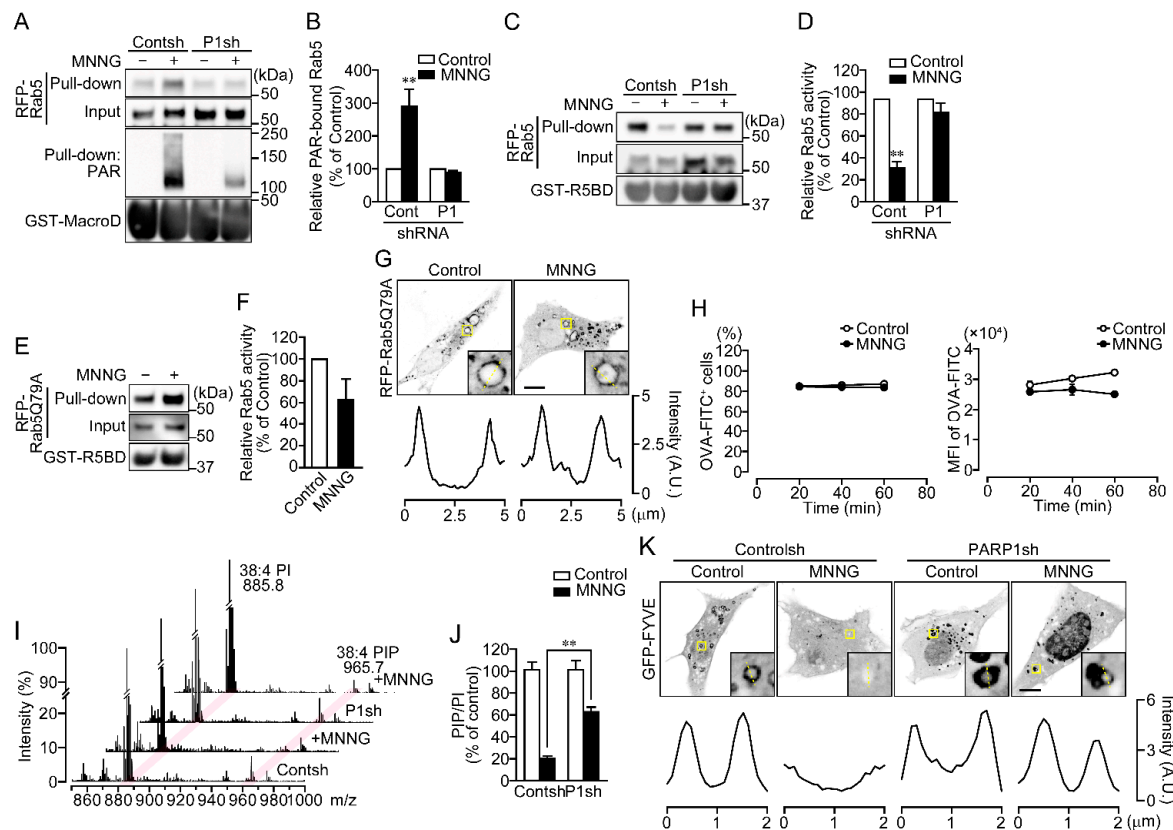 A
Contsh P1sh
MNNG − + − +
(kDa)
RFP-
Rab5
Pull-down
50
Input
50
250
150
Pull-down:
PAR
100
50
GST-MacroD
B
Control
MNNG
Relative PAR-bound Rab5
(% of Control)
400
300
200
100
0
**
Cont P1
shRNA
C
Contsh P1sh
MNNG − + − +
(kDa)
RFP-
Rab5
Pull-down
50
Input
50
GST-R5BD
37
D
Control
MNNG
Relative Rab5 activity
(% of Control)
120
100
80
60
40
20
0
**
Cont P1
shRNA
E
MNNG − +
(kDa)
RFP-
Rab5Q79A
Pull-down
50
Input
50
GST-R5BD
37
F
Relative Rab5 activity
(% of Control)
120
100
80
60
40
20
0
Control
MNNG
G
Control MNNG
RFP-Rab5Q79A
5
2.5
0
Intensity (A.U.)
0 2.5 5 0 2.5 5
(μm)
H
(%)
Control
MNNG
OVA-FITC+ cells
120
100
80
60
40
20
0
0 20 40 60 80
Time (min)
(×10⁴)
Control
MNNG
MFI of OVA-FITC
4
3
2
1
0
0 20 40 60 80
Time (min)
I
38:4 PI
885.8
38:4 PIP
965.7
+MNNG
P1sh
+MNNG
Contsh
Intensity (%)
100
90
20
10
0
860 880 900 920 940 960 980 1000 m/z
J
Control
MNNG
PIP/PI
(% of control)
120
100
80
60
40
20
0
**
Contsh P1sh
K
Controlsh PARP1sh
Control MNNG Control MNNG
GFP-FYVE
6
3
0
Intensity (A.U.)
0 1 2 0 1 2 0 1 2 0 1 2
(μm)